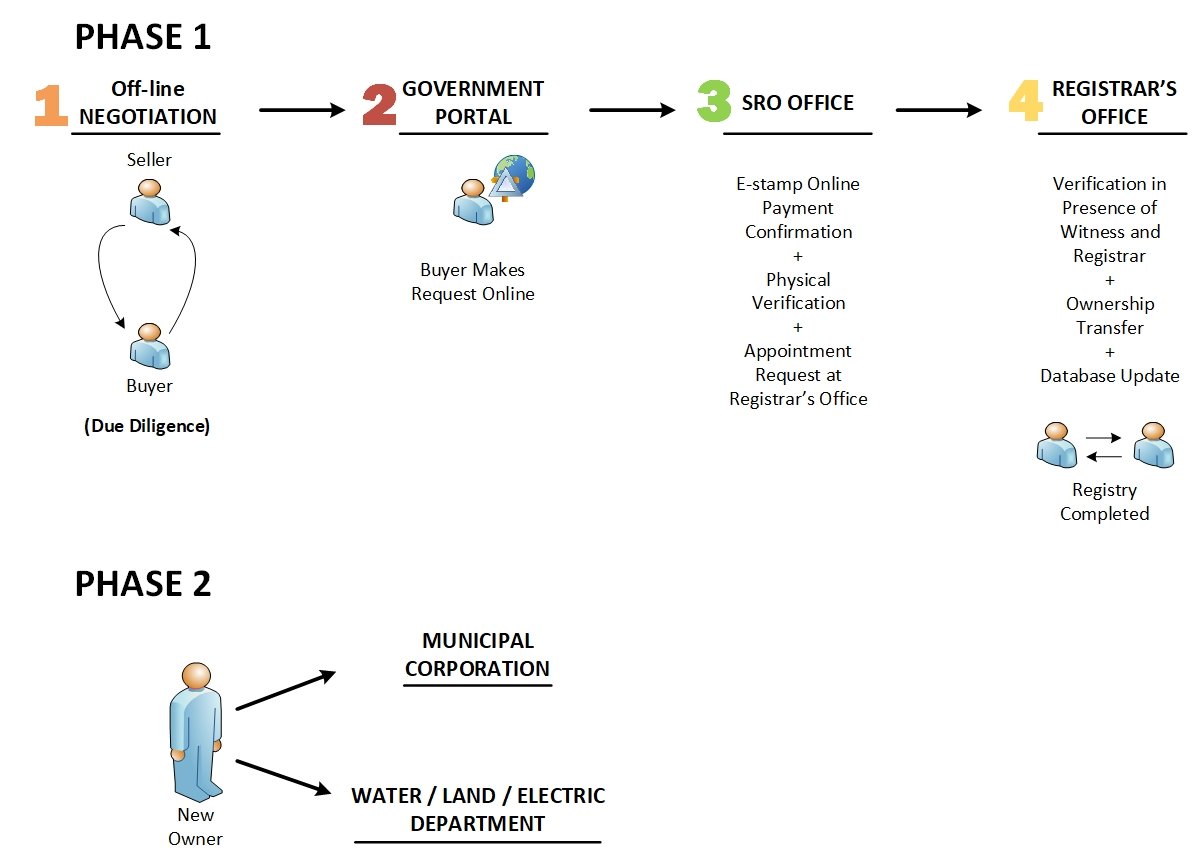 PHASE 1
1
Off-line
NEGOTIATION
Seller
Buyer
(Due Diligence)
2
GOVERNMENT
PORTAL
Buyer Makes
Request Online
3
SRO OFFICE
E-stamp Online
Payment
Confirmation
+
Physical
Verification
+
Appointment
Request at
Registrar’s Office
4
REGISTRAR’S
OFFICE
Verification in
Presence of
Witness and
Registrar
+
Ownership
Transfer
+
Database Update
Registry
Completed
PHASE 2
New
Owner
MUNICIPAL
CORPORATION
WATER / LAND / ELECTRIC
DEPARTMENT